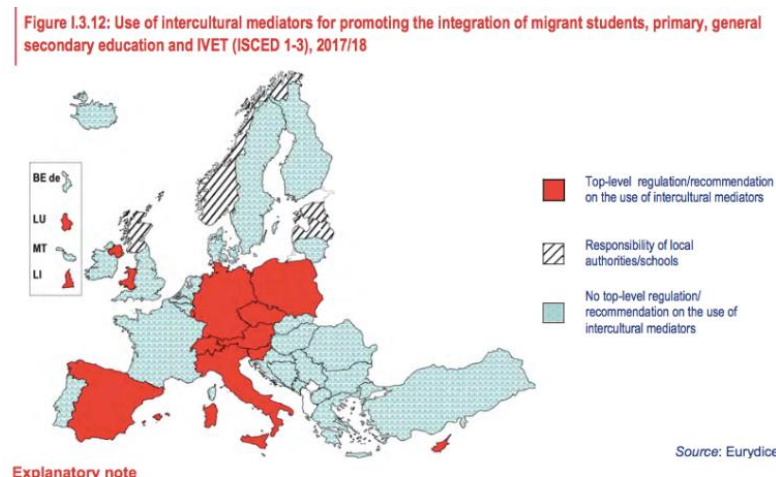 Figure I.3.12: Use of intercultural mediators for promoting the integration of migrant students, primary, general
secondary education and IVET (ISCED 1-3), 2017/18
BE de
LU
MT
LI
Top-level regulation/recommendation
on the use of intercultural mediators
Responsibility of local
authorities/schools
No top-level regulation/
recommendation on the use of
intercultural mediators
Source: Eurydice
Explanatory note